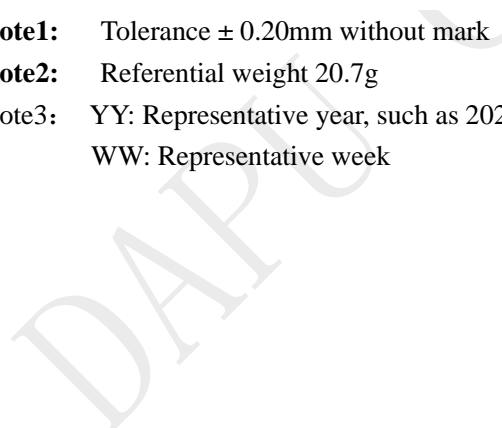 ote1: Tolerance ± 0.20mm without mark
ote2: Referential weight 20.7g
ote3： YY: Representative year, such as 202
WW: Representative week
DAPU